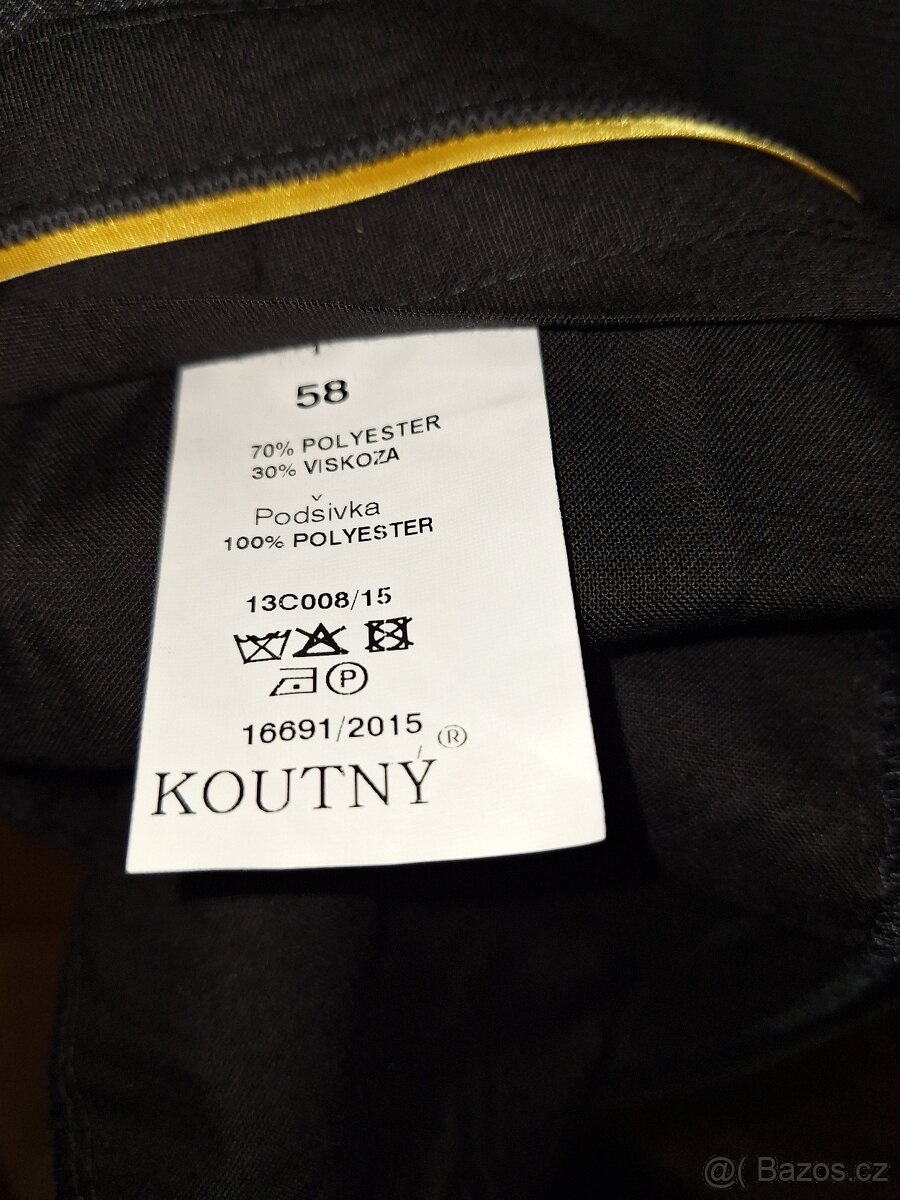 58
70% POLYESTER
30% VISKOZA
Podšivka
100% POLYESTER
13C008/15
P
16691/2015
KOUTNÝ ®
@( Bazos.cz